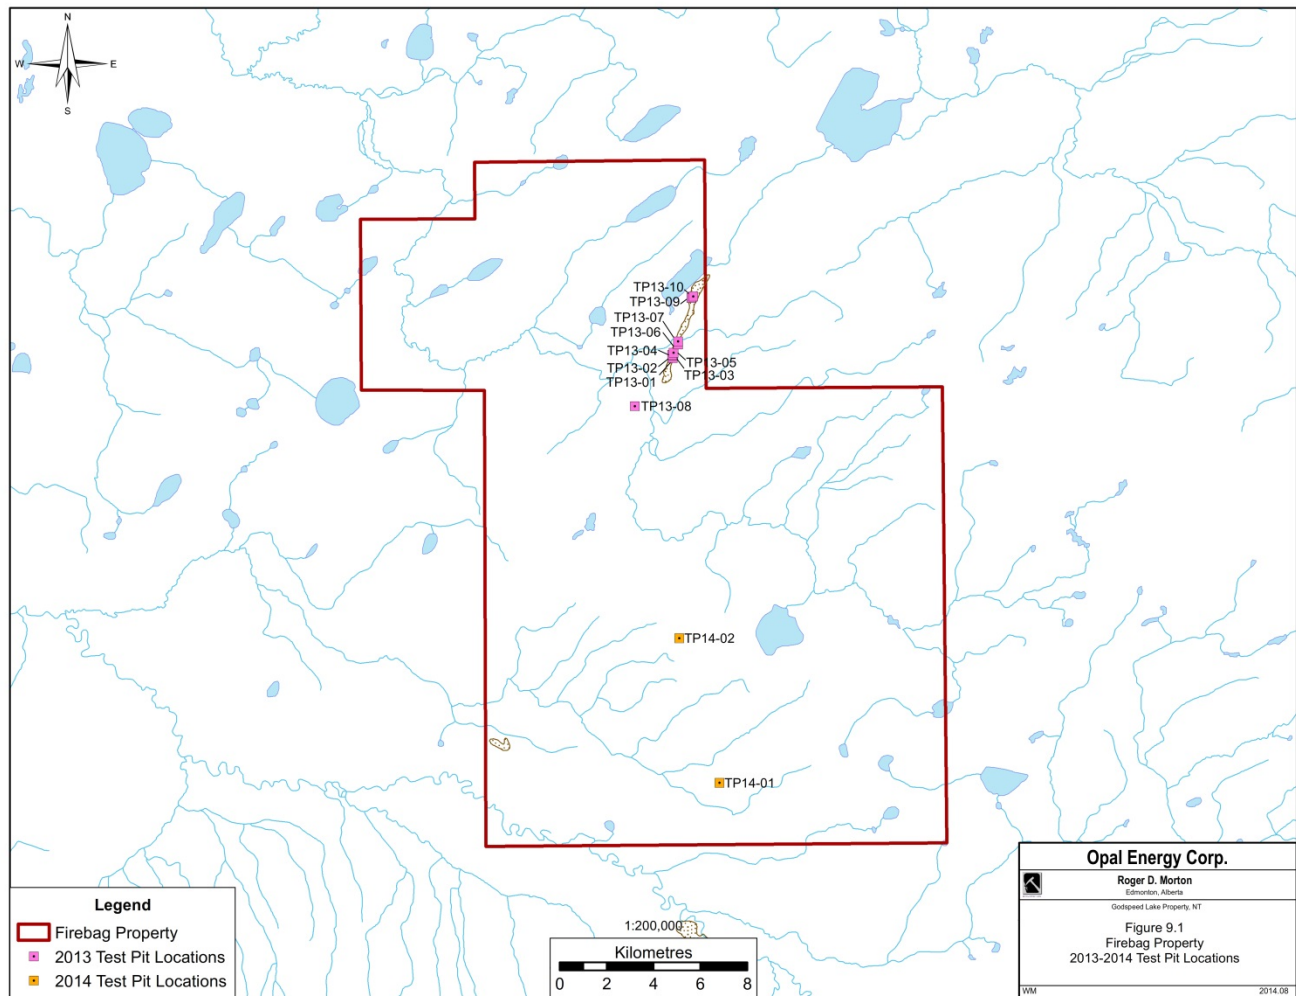 N
W
E
S
TP13-10
TP13-09
TP13-07
TP13-06
TP13-04
TP13-05
TP13-02
TP13-03
TP13-01
TP13-08
TP14-02
TP14-01
Legend
Firebag Property
2013 Test Pit Locations
2014 Test Pit Locations
1:200,000
Kilometres
0 2 4 6 8
Opal Energy Corp.
Roger D. Morton
Edmonton, Alberta
Godspeed Lake Property, NT
Figure 9.1
Firebag Property
2013-2014 Test Pit Locations
WM
2014.08